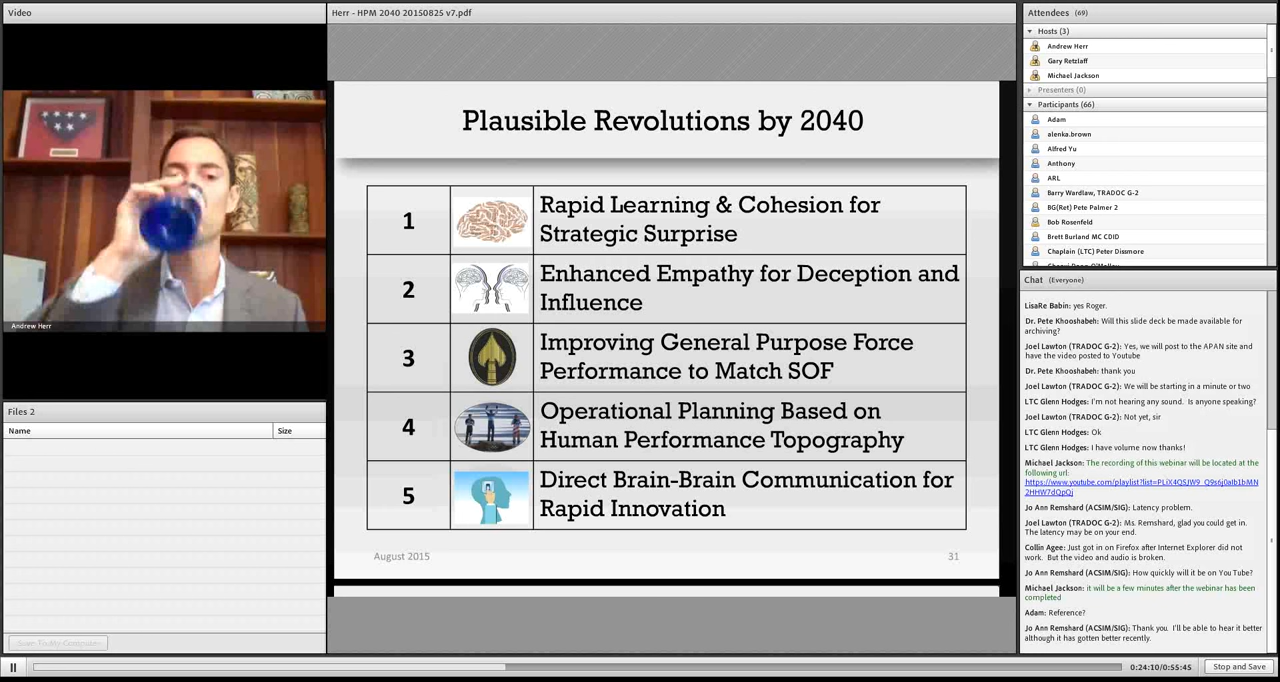 Video
Herr - HPM 2040 20150825 v7.pdf
Attendees (69)
Hosts (3)
Andrew Herr
Gary Retzlaff
Michael Jackson
Presenters (0)
Participants (66)
Adam
alenka.brown
Alfred Yu
Anthony
ARL
Barry Wardlaw, TRADOC G-2
BG(Ret) Pete Palmer 2
Bob Rosenfeld
Brett Burland MC CDID
Chaplain (LTC) Peter Dissmore
Andrew Herr
Plausible Revolutions by 2040
1
Rapid Learning & Cohesion for
Strategic Surprise
2
Enhanced Empathy for Deception and
Influence
3
Improving General Purpose Force
Performance to Match SOF
4
Operational Planning Based on
Human Performance Topography
5
Direct Brain-Brain Communication for
Rapid Innovation
August 2015
31
Files 2
Name
Size
Chat (Everyone)
LisaRe Babin: yes Roger.
Dr. Pete Khooshabeh: Will this slide deck be made available for
archiving?
Joel Lawton (TRADOC G-2): Yes, we will post to the APAN site and
have the video posted to Youtube
Dr. Pete Khooshabeh: thank you
Joel Lawton (TRADOC G-2): We will be starting in a minute or two
LTC Glenn Hodges: I'm not hearing any sound. Is anyone speaking?
Joel Lawton (TRADOC G-2): Not yet, sir
LTC Glenn Hodges: Ok
LTC Glenn Hodges: I have volume now thanks!
Michael Jackson: The recording of this webinar will be located at the
following url:
Jo Ann Remshard (ACSIM/SIG): Latency problem.
Joel Lawton (TRADOC G-2): Ms. Remshard, glad you could get in.
The latency may be on your end.
Collin Agee: Just got in on Firefox after Internet Explorer did not
work. But the video and audio is broken.
Jo Ann Remshard (ACSIM/SIG): How quickly will it be on YouTube?
Michael Jackson: it will be a few minutes after the webinar has been
completed
Adam: Reference?
Jo Ann Remshard (ACSIM/SIG): Thank you. I'll be able to hear it better
although it has gotten better recently.
0:24:10/0:55:45
Stop and Save